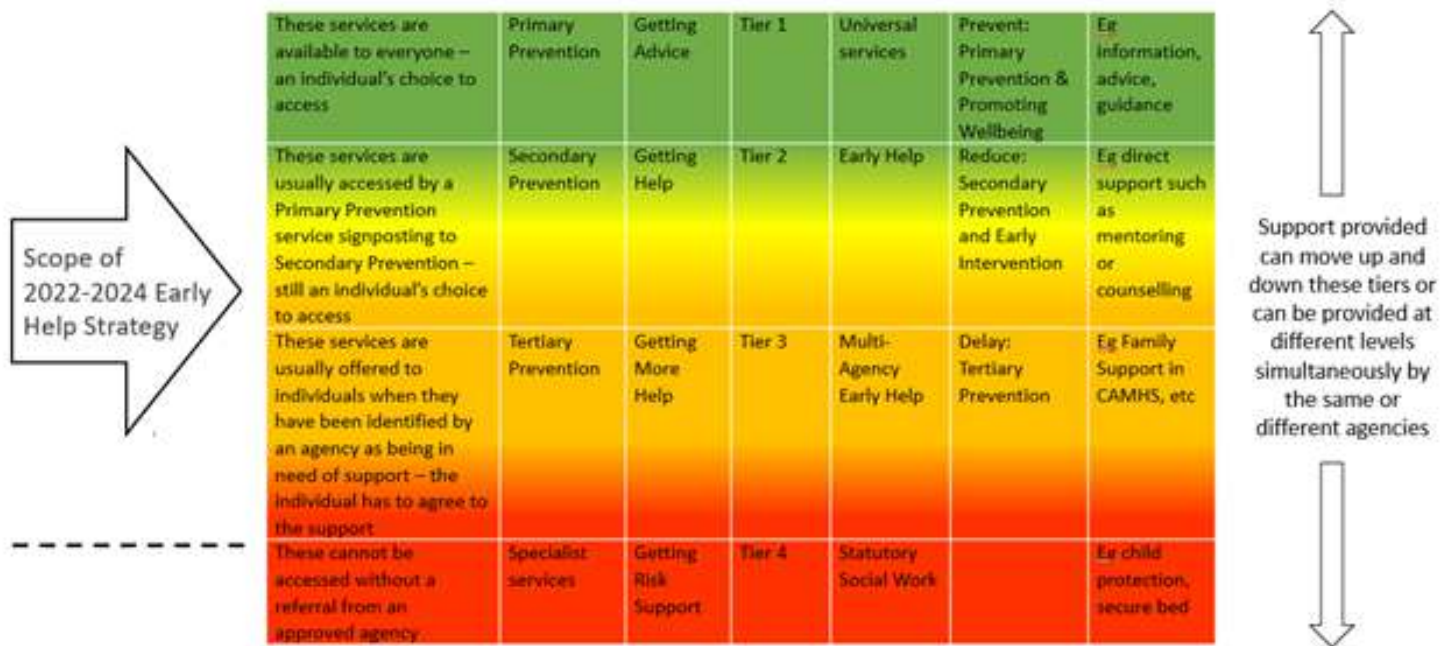 Scope of
2022-2024 Early
Help Strategy
These services are
available to everyone –
an individual's choice to
access
Primary
Prevention
Getting
Advice
Tier 1
Universal
services
Prevent:
Primary
Prevention &
Promoting
Wellbeing
Eg
information,
advice,
guidance
These services are
usually accessed by a
Primary Prevention
service signposting to
Secondary Prevention –
still an individual's choice
to access
Secondary
Prevention
Getting
Help
Tier 2
Early Help
Reduce:
Secondary
Prevention
and Early
Intervention
Eg direct
support such
as
mentoring
or
counselling
These services are
usually offered to
individuals when they
have been identified by
an agency as being in
need of support – the
individual has to agree to
the support
Tertiary
Prevention
Getting
More
Help
Tier 3
Multi-
Agency
Early Help
Delay:
Tertiary
Prevention
Eg Family
Support in
CAMHS, etc
These cannot be
accessed without a
referral from an
approved agency
Specialist
services
Getting
Risk
Support
Tier 4
Statutory
Social Work
Eg child
protection,
secure bed
Support provided
can move up and
down these tiers or
can be provided at
different levels
simultaneously by
the same or
different agencies